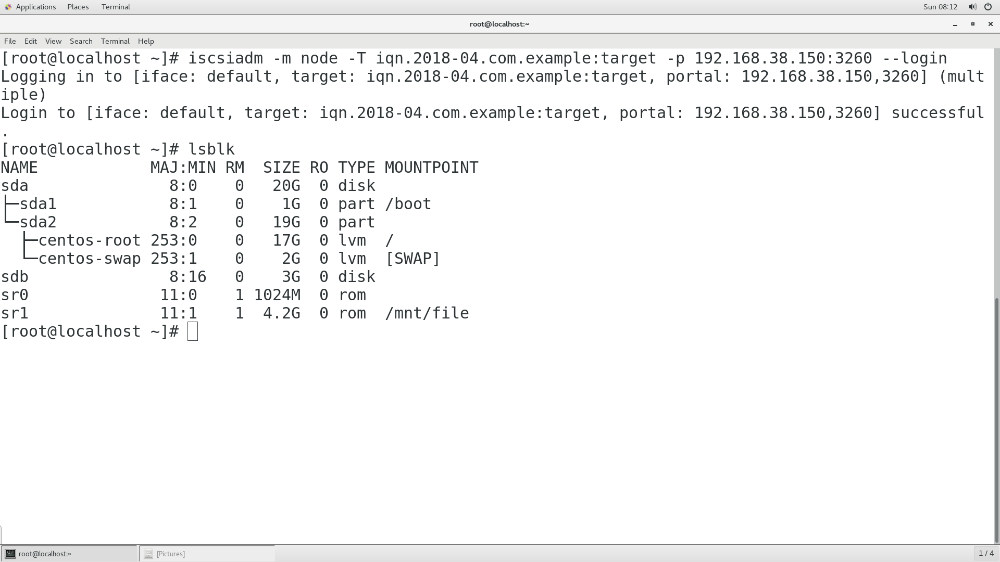 Applications Places Terminal Sun 08:12
root@localhost:~
File Edit View Search Terminal Help
[root@localhost ~]# iscsiadm -m node -T iqn.2018-04.com.example:target -p 192.168.38.150:3260 --login
Logging in to [iface: default, target: iqn.2018-04.com.example:target, portal: 192.168.38.150,3260] (mult
iple)
Login to [iface: default, target: iqn.2018-04.com.example:target, portal: 192.168.38.150,3260] successful
.
[root@localhost ~]# lsblk
NAME            MAJ:MIN RM  SIZE RO TYPE MOUNTPOINT
sda               8:0    0   20G  0 disk
├─sda1            8:1    0    1G  0 part /boot
└─sda2            8:2    0   19G  0 part
  ├─centos-root 253:0    0   17G  0 lvm  /
  └─centos-swap 253:1    0    2G  0 lvm  [SWAP]
sdb               8:16   0    3G  0 disk
sr0              11:0    1 1024M  0 rom
sr1              11:1    1  4.2G  0 rom  /mnt/file
[root@localhost ~]#
root@localhost:~ [Pictures] 1 / 4